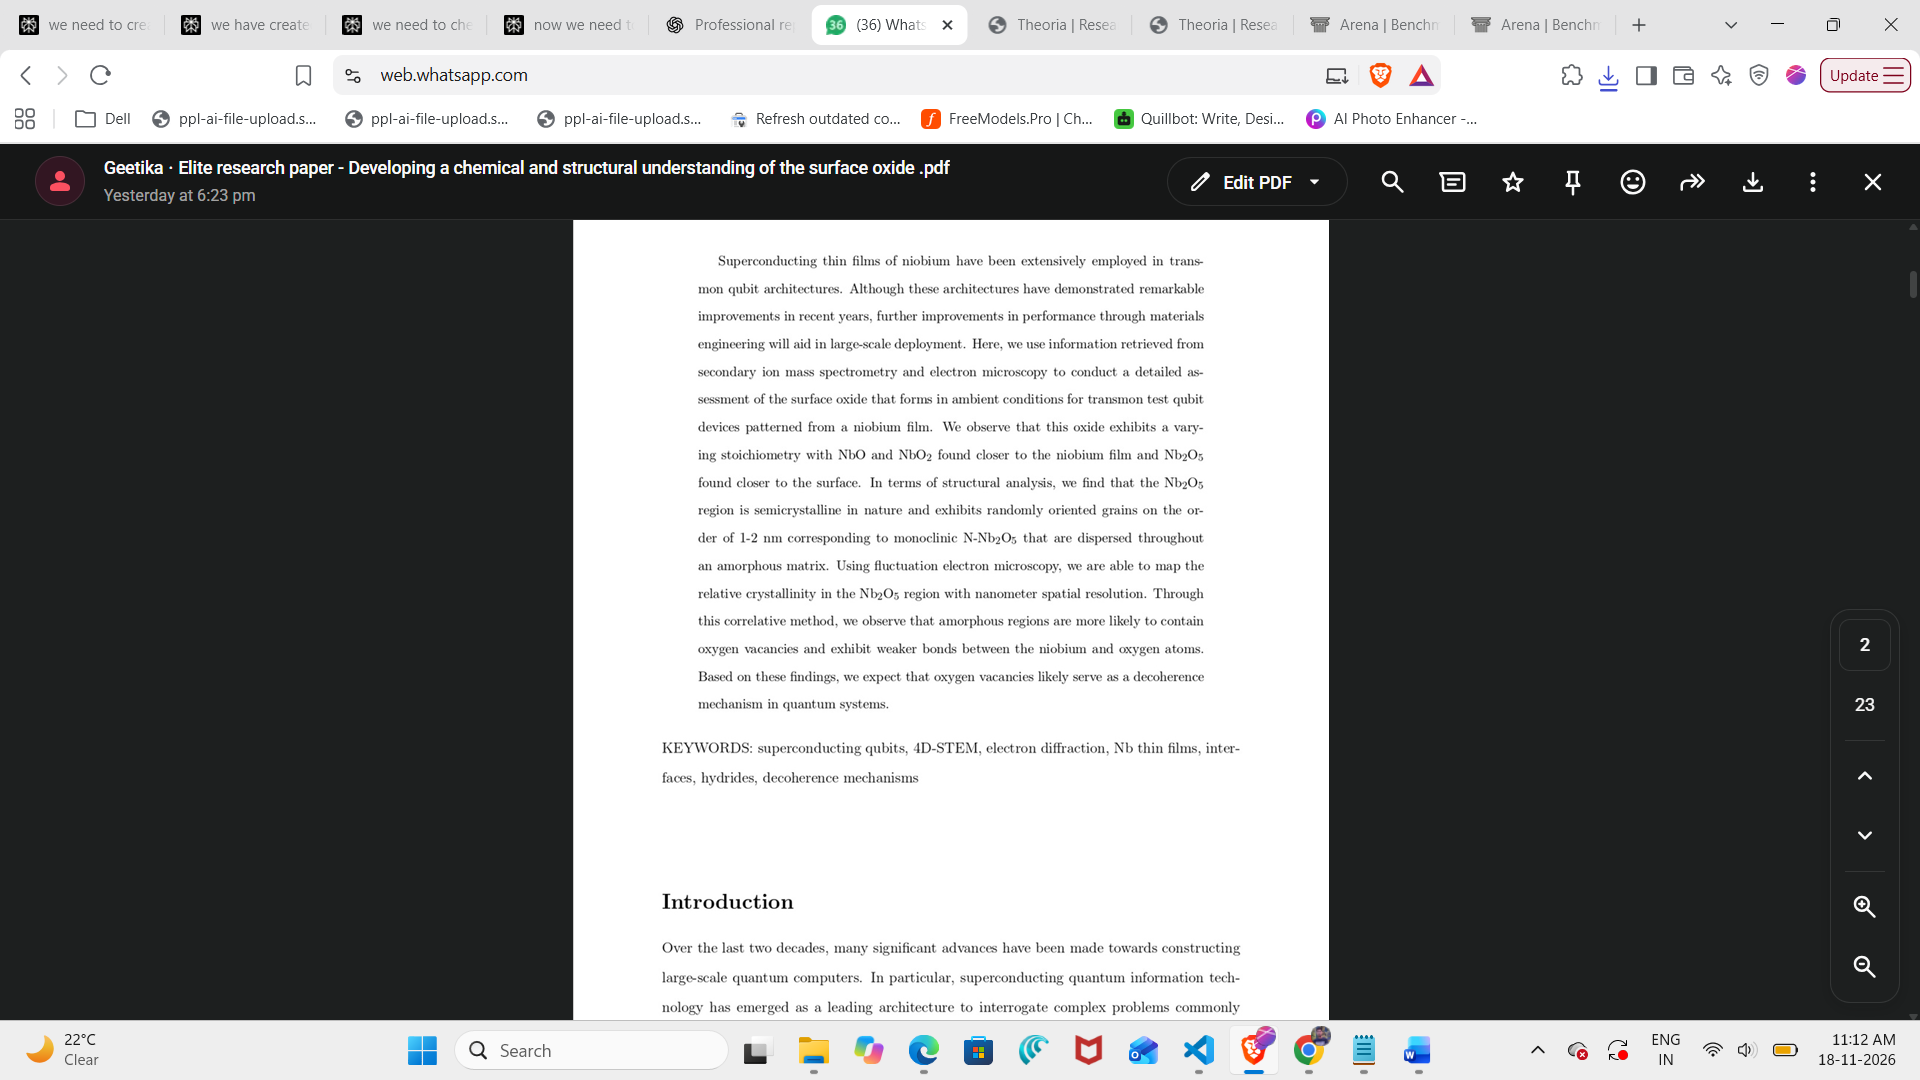 we need to cre
we have create
we need to che
now we need t
Professional re
(36) Whats
Theoria | Resea
Theoria | Resea
Arena | Benchm
Arena | Benchm
web.whatsapp.com
Update
Dell
ppl-ai-file-upload.s...
ppl-ai-file-upload.s...
ppl-ai-file-upload.s...
Refresh outdated co...
FreeModels.Pro | Ch...
Quillbot: Write, Desi...
AI Photo Enhancer -...
Geetika · Elite research paper - Developing a chemical and structural understanding of the surface oxide .pdf
Yesterday at 6:23 pm
Edit PDF
Superconducting thin films of niobium have been extensively employed in trans-
mon qubit architectures. Although these architectures have demonstrated remarkable
improvements in recent years, further improvements in performance through materials
engineering will aid in large-scale deployment. Here, we use information retrieved from
secondary ion mass spectrometry and electron microscopy to conduct a detailed as-
sessment of the surface oxide that forms in ambient conditions for transmon test qubit
devices patterned from a niobium film. We observe that this oxide exhibits a vary-
ing stoichiometry with NbO and NbO₂ found closer to the niobium film and Nb₂O₅
found closer to the surface. In terms of structural analysis, we find that the Nb₂O₅
region is semicrystalline in nature and exhibits randomly oriented grains on the or-
der of 1-2 nm corresponding to monoclinic N-Nb₂O₅ that are dispersed throughout
an amorphous matrix. Using fluctuation electron microscopy, we are able to map the
relative crystallinity in the Nb₂O₅ region with nanometer spatial resolution. Through
this correlative method, we observe that amorphous regions are more likely to contain
oxygen vacancies and exhibit weaker bonds between the niobium and oxygen atoms.
Based on these findings, we expect that oxygen vacancies likely serve as a decoherence
mechanism in quantum systems.
KEYWORDS: superconducting qubits, 4D-STEM, electron diffraction, Nb thin films, inter-
faces, hydrides, decoherence mechanisms
Introduction
Over the last two decades, many significant advances have been made towards constructing
large-scale quantum computers. In particular, superconducting quantum information tech-
nology has emerged as a leading architecture to interrogate complex problems commonly
2
23
22°C
Clear
Search
ENG
IN
11:12 AM
18-11-2026